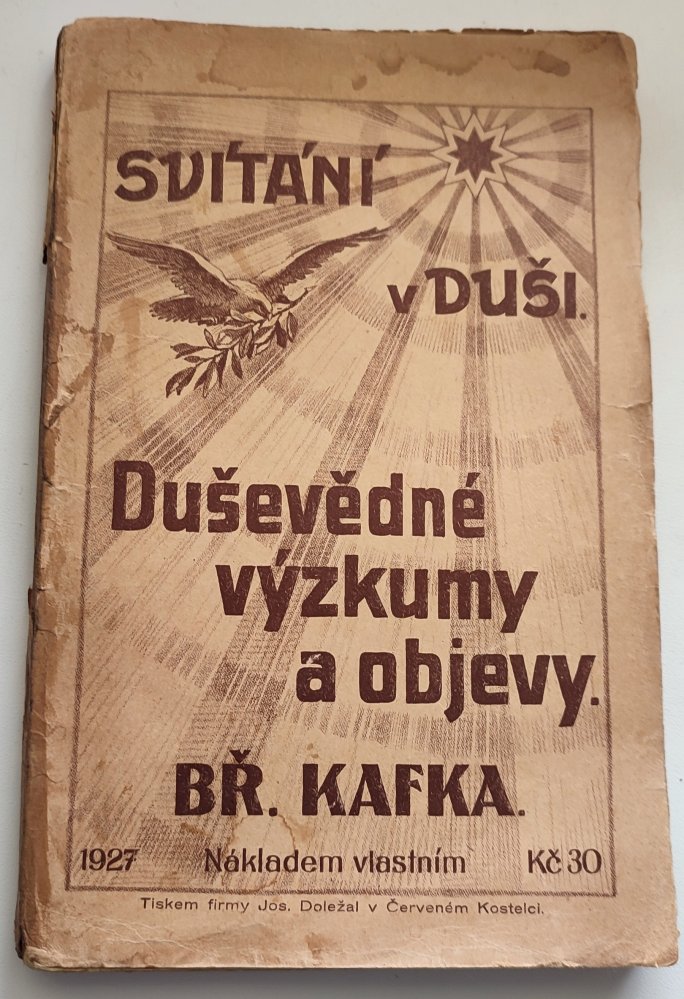 SVÍTÁNÍ
v DUŠI.
Duševědné
výzkumy
a objevy.
BŘ. KAFKA.
1927 Nákladem vlastním Kč 30
Tiskem firmy Jos. Doležal v Červeném Kostelci.